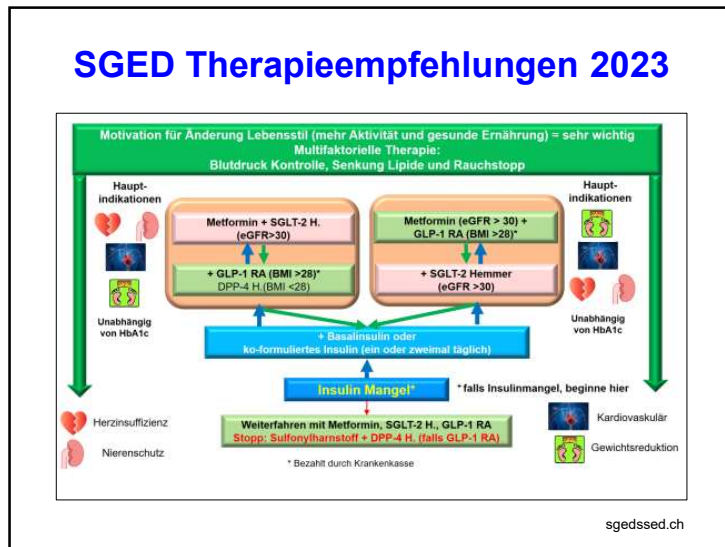 SGED Therapieempfehlungen 2023
Motivation für Änderung Lebensstil (mehr Aktivität und gesunde Ernährung) = sehr wichtig
Multifaktorielle Therapie:
Blutdruck Kontrolle, Senkung Lipide und Rauchstopp
Haupt-
indikationen
Unabhängig
von HbA1c
Metformin + SGLT-2 H.
(eGFR>30)
+ GLP-1 RA (BMI >28)*
DPP-4 H.(BMI <28)
Metformin (eGFR > 30) +
GLP-1 RA (BMI >28)*
+ SGLT-2 Hemmer
(eGFR >30)
Haupt-
indikationen
Unabhängig
von HbA1c
+ Basalinsulin oder
ko-formuliertes Insulin (ein oder zweimal täglich)
Insulin Mangel*
* falls Insulinmangel, beginne hier
Weiterfahren mit Metformin, SGLT-2 H., GLP-1 RA
Stopp: Sulfonylharnstoff + DPP-4 H. (falls GLP-1 RA)
* Bezahlt durch Krankenkasse
Herzinsuffizienz
Nierenschutz
Kardiovaskulär
Gewichtsreduktion
sgedssed.ch